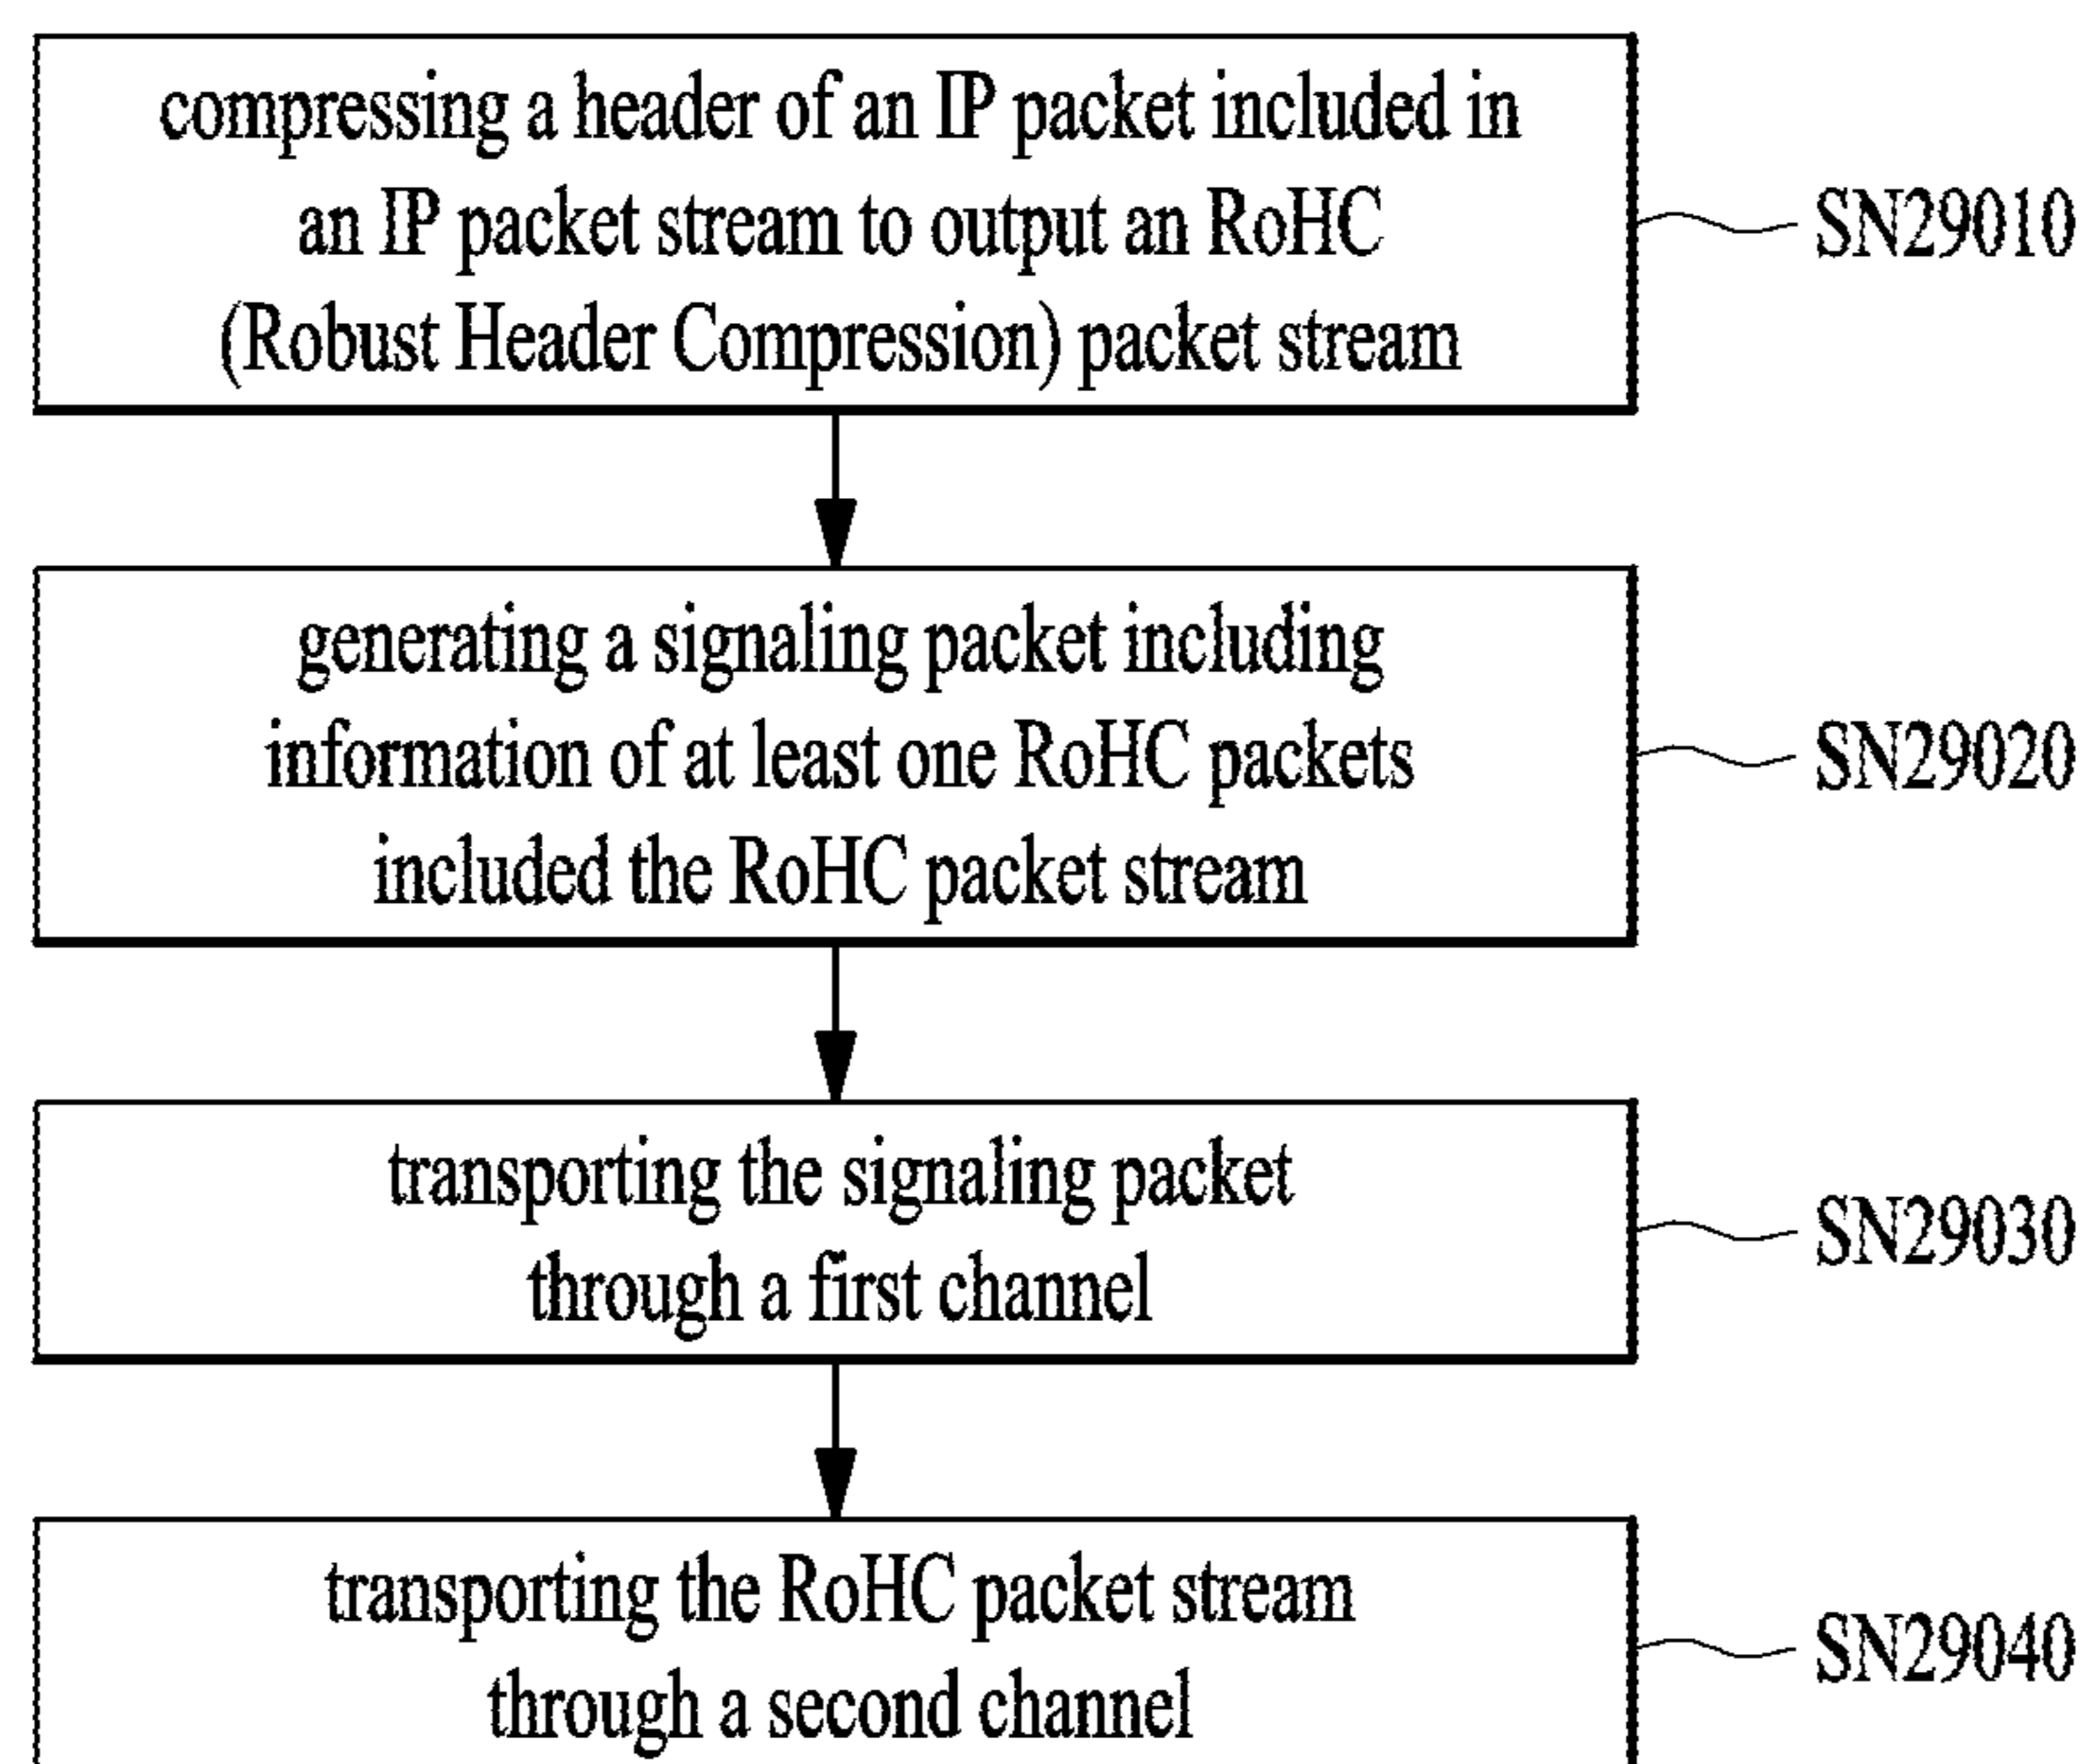 compressing a header of an IP packet included in
an IP packet stream to output an RoHC
(Robust Header Compression) packet stream
SN29010
generating a signaling packet including
information of at least one RoHC packets
included the RoHC packet stream
SN29020
transporting the signaling packet
through a first channel
SN29030
transporting the RoHC packet stream
through a second channel
SN29040